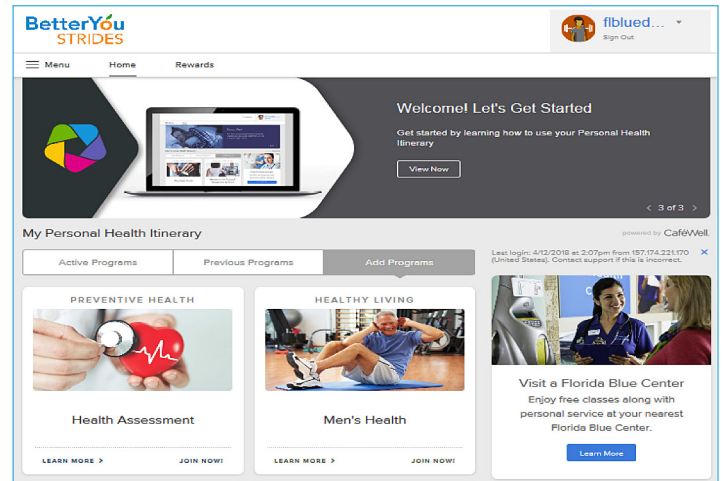 BetterYou
STRIDES
flblued...
Sign Out
Menu Home Rewards
Welcome! Let's Get Started
Get started by learning how to use your Personal Health
Itinerary
View Now
< 3 of 3 >
My Personal Health Itinerary
powered by CaféWell.
Active Programs Previous Programs Add Programs
Last login: 4/12/2018 at 2:07pm from 157.174.221.170
(United States). Contact support if this is incorrect.
PREVENTIVE HEALTH
Health Assessment
LEARN MORE > JOIN NOW!
HEALTHY LIVING
Men's Health
LEARN MORE > JOIN NOW!
Visit a Florida Blue Center
Enjoy free classes along with
personal service at your nearest
Florida Blue Center.
Learn More